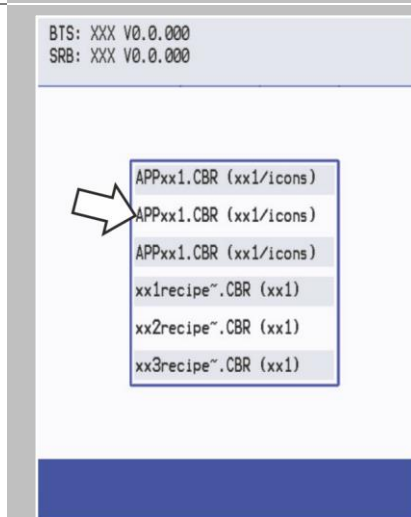 BTS: XXX V0.0.000
SRB: XXX V0.0.000
APPxx1.CBR (xx1/icons)
APPxx1.CBR (xx1/icons)
APPxx1.CBR (xx1/icons)
xx1recipe~.CBR (xx1)
xx2recipe~.CBR (xx1)
xx3recipe~.CBR (xx1)